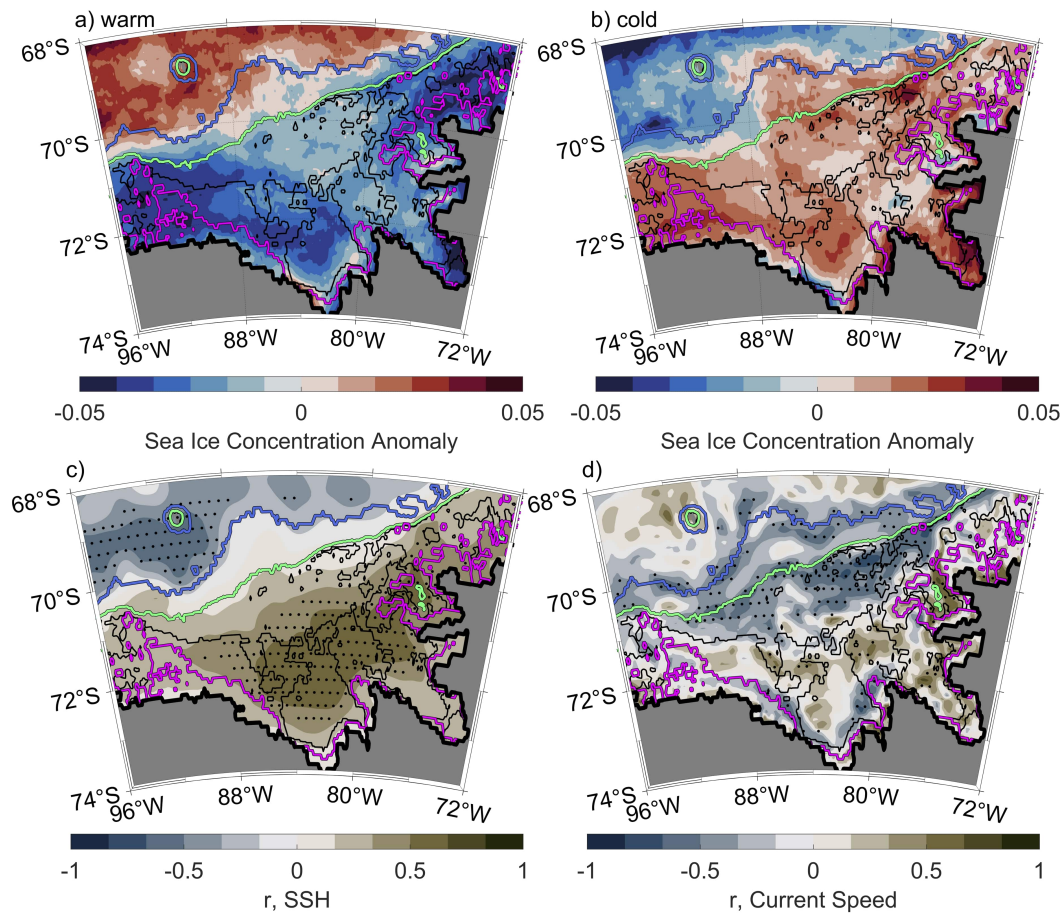 a) warm
b) cold
68°S
70°S
72°S
74°S
96°W
88°W
80°W
72°W
68°S
70°S
72°S
74°S
96°W
88°W
80°W
72°W
-0.05
0
0.05
Sea Ice Concentration Anomaly
-0.05
0
0.05
Sea Ice Concentration Anomaly
c)
d)
68°S
70°S
72°S
74°S
96°W
88°W
80°W
72°W
68°S
70°S
72°S
74°S
96°W
88°W
80°W
72°W
-1
-0.5
0
0.5
1
r, SSH
-1
-0.5
0
0.5
1
r, Current Speed